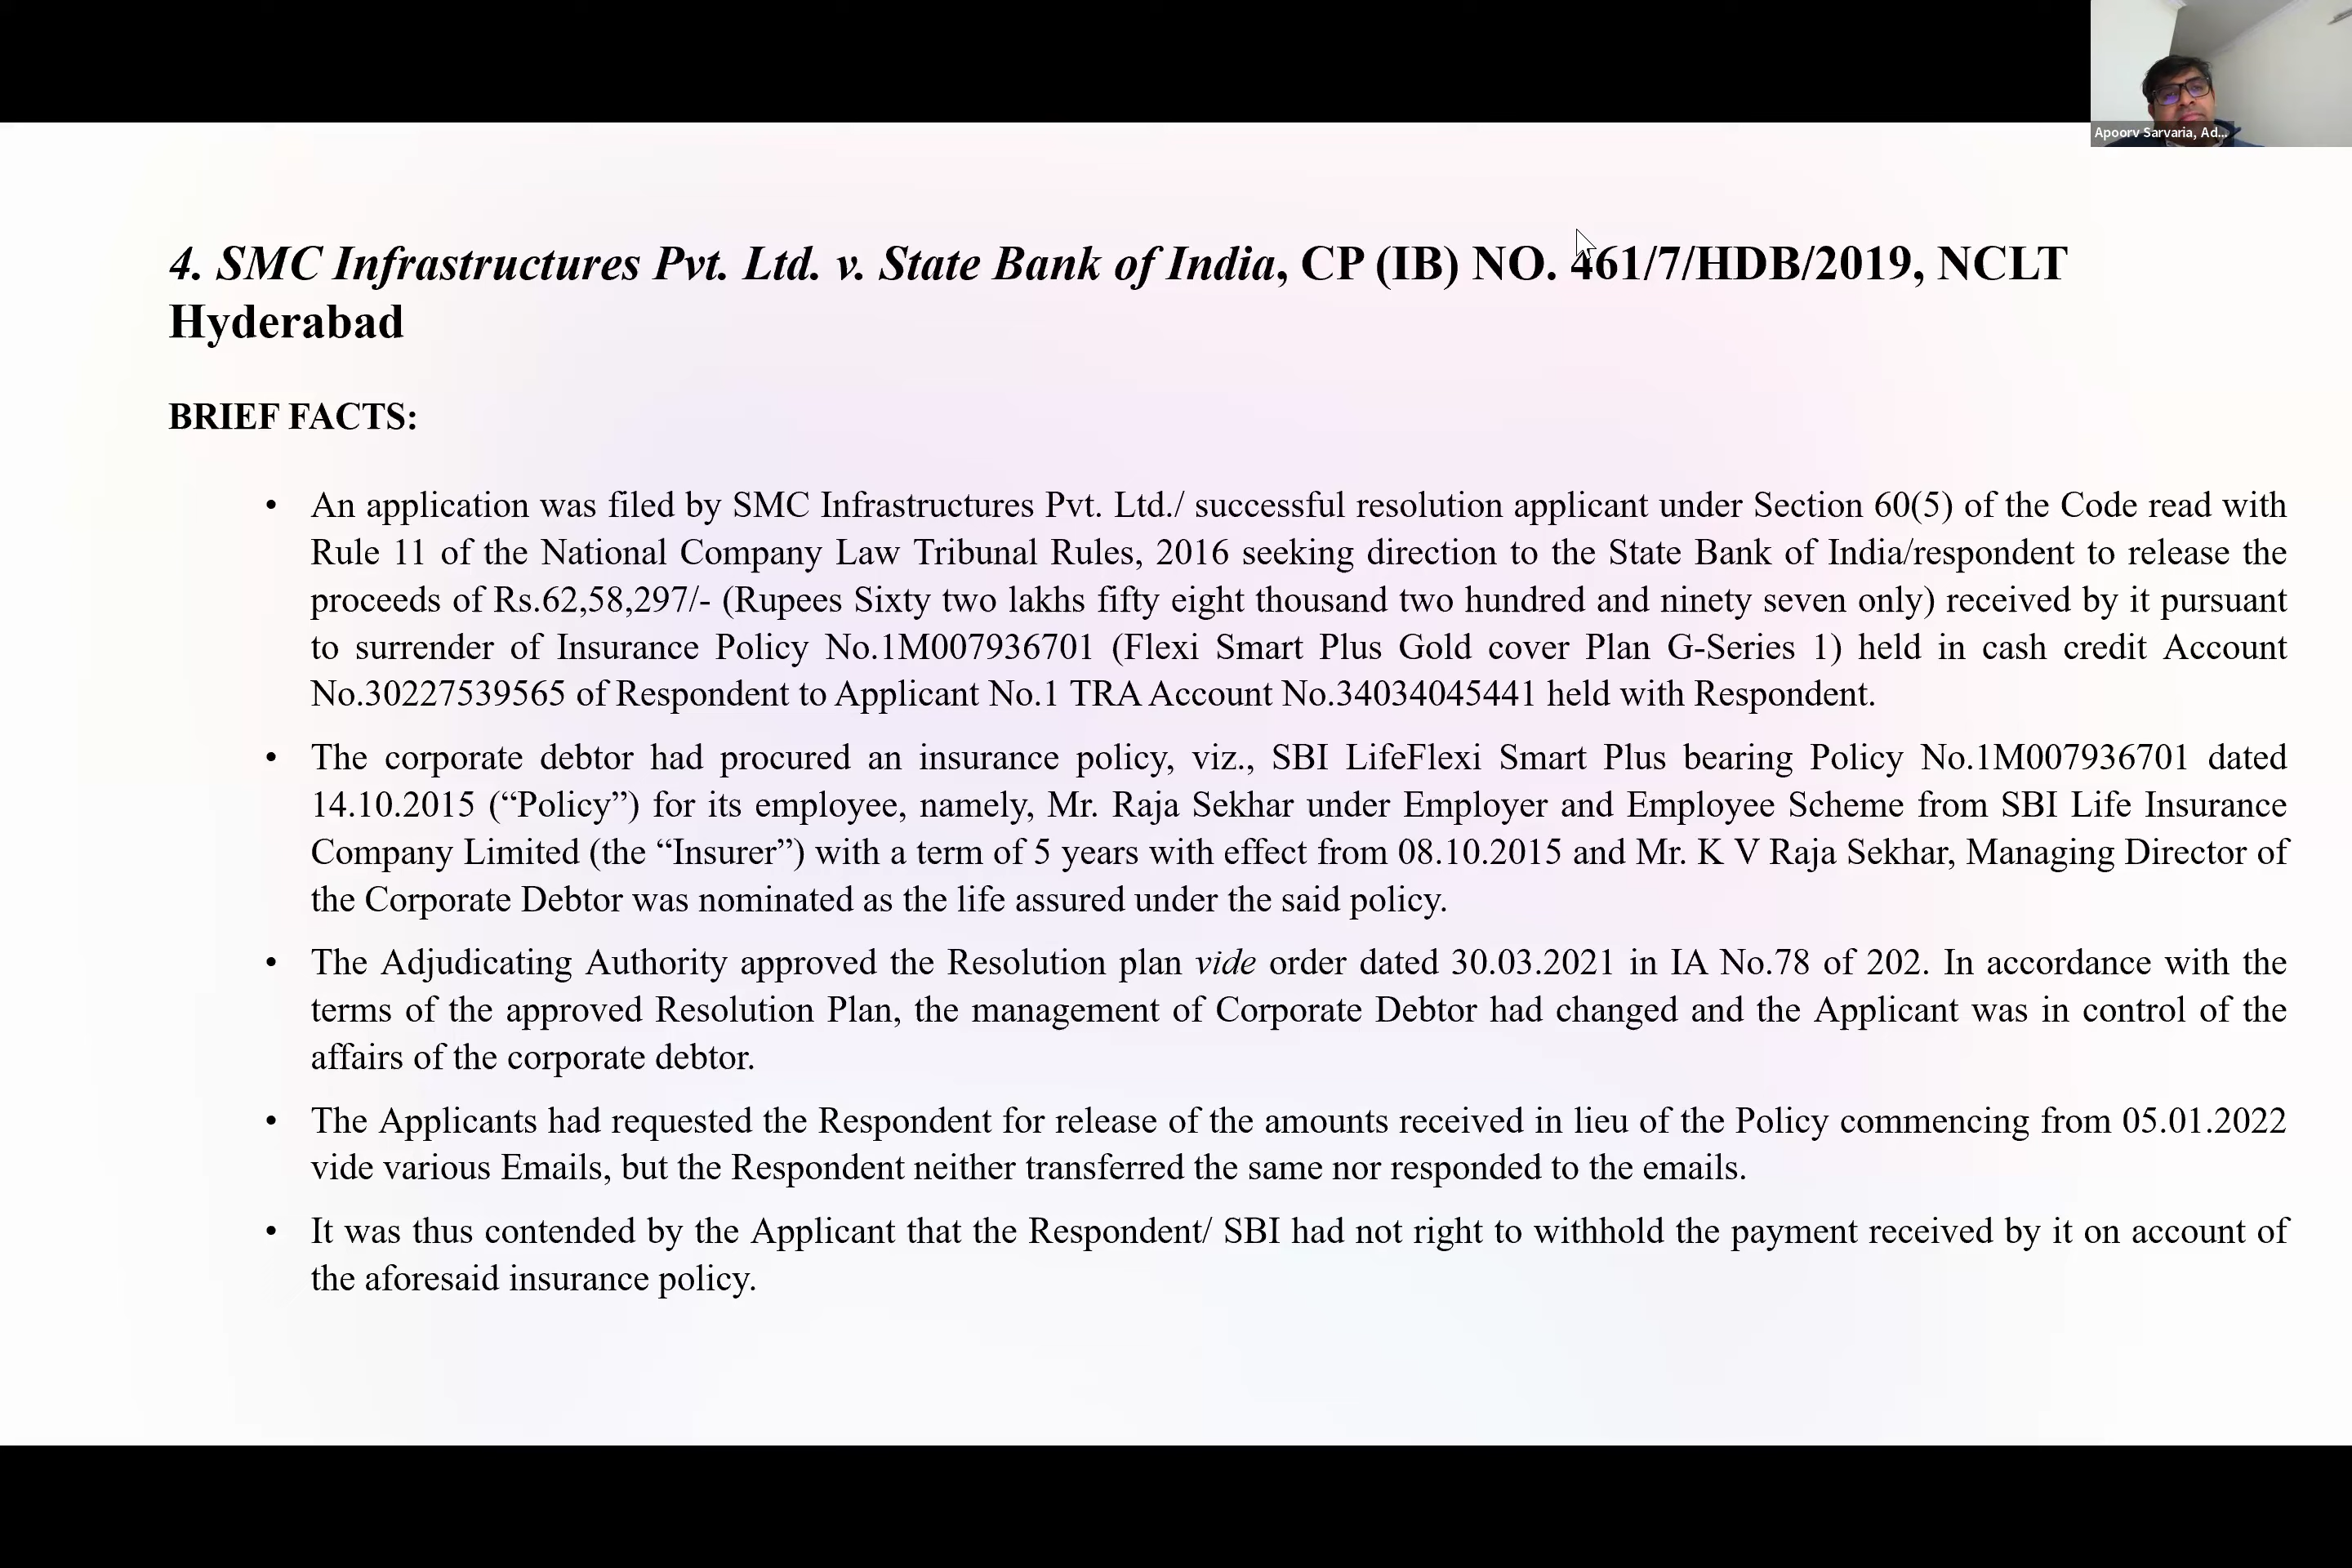 Apoorv Sarvaria, Ad...
4. SMC Infrastructures Pvt. Ltd. v. State Bank of India, CP (IB) NO. 461/7/HDB/2019, NCLT
Hyderabad
BRIEF FACTS:
• An application was filed by SMC Infrastructures Pvt. Ltd./ successful resolution applicant under Section 60(5) of the Code read with
Rule 11 of the National Company Law Tribunal Rules, 2016 seeking direction to the State Bank of India/respondent to release the
proceeds of Rs.62,58,297/- (Rupees Sixty two lakhs fifty eight thousand two hundred and ninety seven only) received by it pursuant
to surrender of Insurance Policy No.1M007936701 (Flexi Smart Plus Gold cover Plan G-Series 1) held in cash credit Account
No.30227539565 of Respondent to Applicant No.1 TRA Account No.34034045441 held with Respondent.
• The corporate debtor had procured an insurance policy, viz., SBI LifeFlexi Smart Plus bearing Policy No.1M007936701 dated
14.10.2015 (“Policy”) for its employee, namely, Mr. Raja Sekhar under Employer and Employee Scheme from SBI Life Insurance
Company Limited (the “Insurer”) with a term of 5 years with effect from 08.10.2015 and Mr. K V Raja Sekhar, Managing Director of
the Corporate Debtor was nominated as the life assured under the said policy.
• The Adjudicating Authority approved the Resolution plan vide order dated 30.03.2021 in IA No.78 of 202. In accordance with the
terms of the approved Resolution Plan, the management of Corporate Debtor had changed and the Applicant was in control of the
affairs of the corporate debtor.
• The Applicants had requested the Respondent for release of the amounts received in lieu of the Policy commencing from 05.01.2022
vide various Emails, but the Respondent neither transferred the same nor responded to the emails.
• It was thus contended by the Applicant that the Respondent/ SBI had not right to withhold the payment received by it on account of
the aforesaid insurance policy.